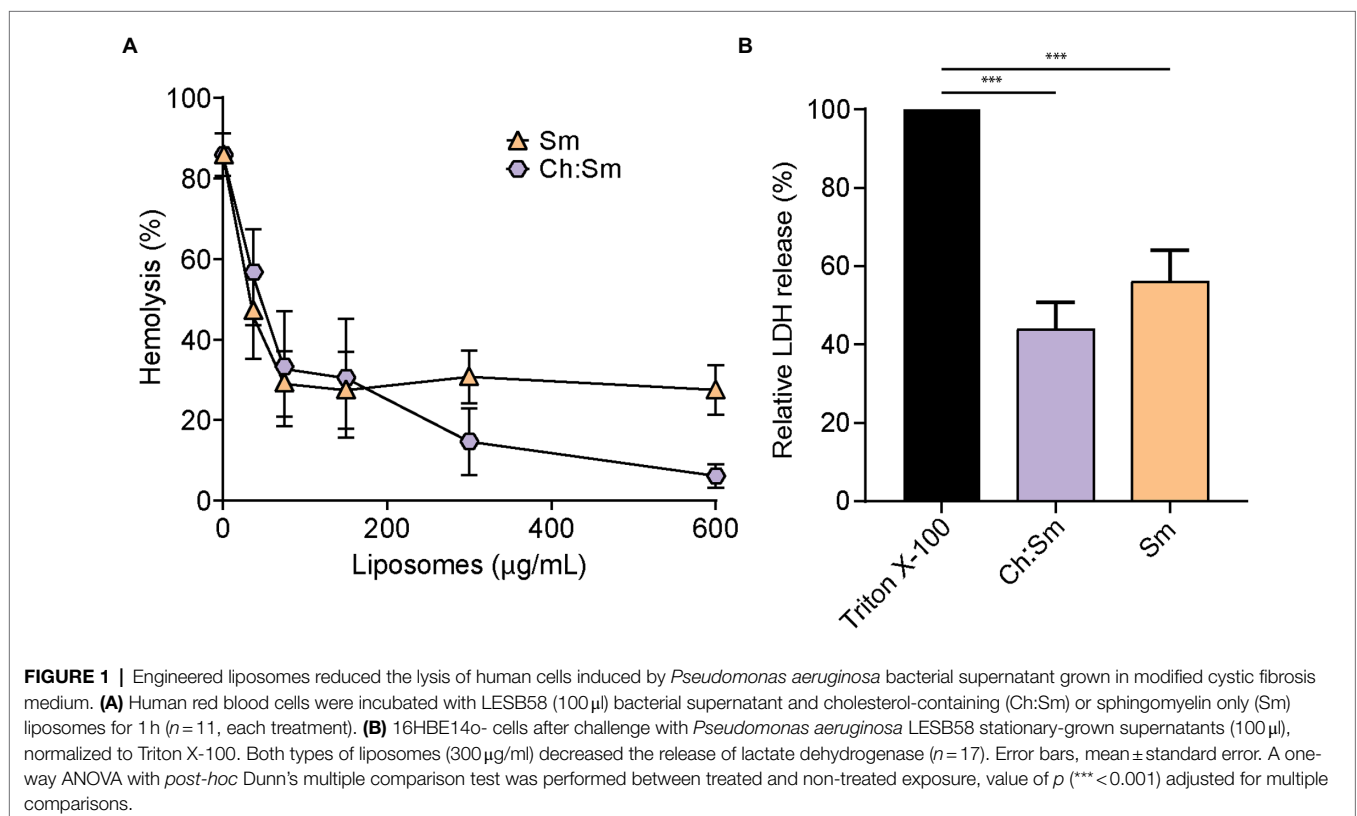 A
100
80
60
40
20
0
Hemolysis (%)
Sm
Ch:Sm
0
200
400
600
Liposomes (µg/mL)
B
***
***
100
80
60
40
20
0
Relative LDH release (%)
Triton X-100
Ch:Sm
Sm
FIGURE 1 | Engineered liposomes reduced the lysis of human cells induced by Pseudomonas aeruginosa bacterial supernatant grown in modified cystic fibrosis
medium. (A) Human red blood cells were incubated with LESB58 (100 µl) bacterial supernatant and cholesterol-containing (Ch:Sm) or sphingomyelin only (Sm)
liposomes for 1 h (n = 11, each treatment). (B) 16HBE14o- cells after challenge with Pseudomonas aeruginosa LESB58 stationary-grown supernatants (100 µl),
normalized to Triton X-100. Both types of liposomes (300 µg/ml) decreased the release of lactate dehydrogenase (n = 17). Error bars, mean ± standard error. A one-
way ANOVA with post-hoc Dunn's multiple comparison test was performed between treated and non-treated exposure, value of p (*** < 0.001) adjusted for multiple
comparisons.